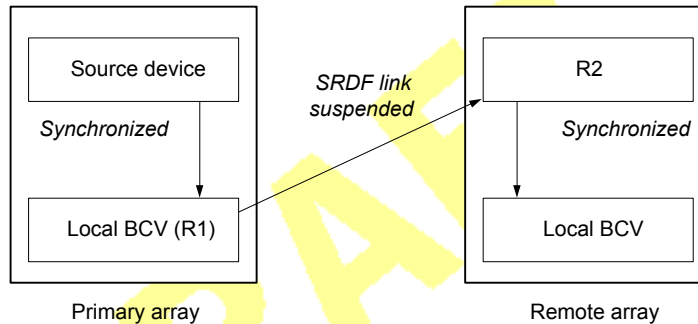 Source device
Synchronized
Local BCV (R1)
Primary array
SRDF link
suspended
R2
Synchronized
Local BCV
Remote array